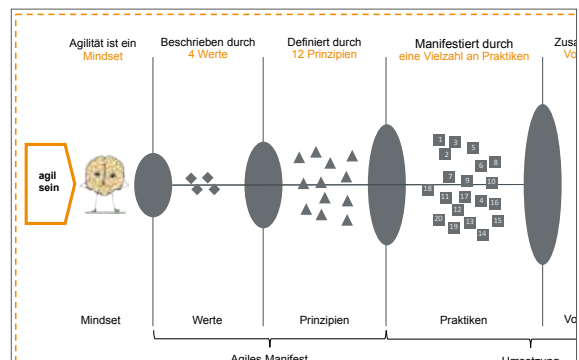 Agilität ist ein
Mindset
Beschrieben durch
4 Werte
Definiert durch
12 Prinzipien
Manifestiert durch
eine Vielzahl an Praktiken
agil
sein
1
3
5
2
6
8
7
9
10
18
11
17
4
16
12
20
13
15
19
14
Mindset
Werte
Prinzipien
Praktiken
Agiles Manifest